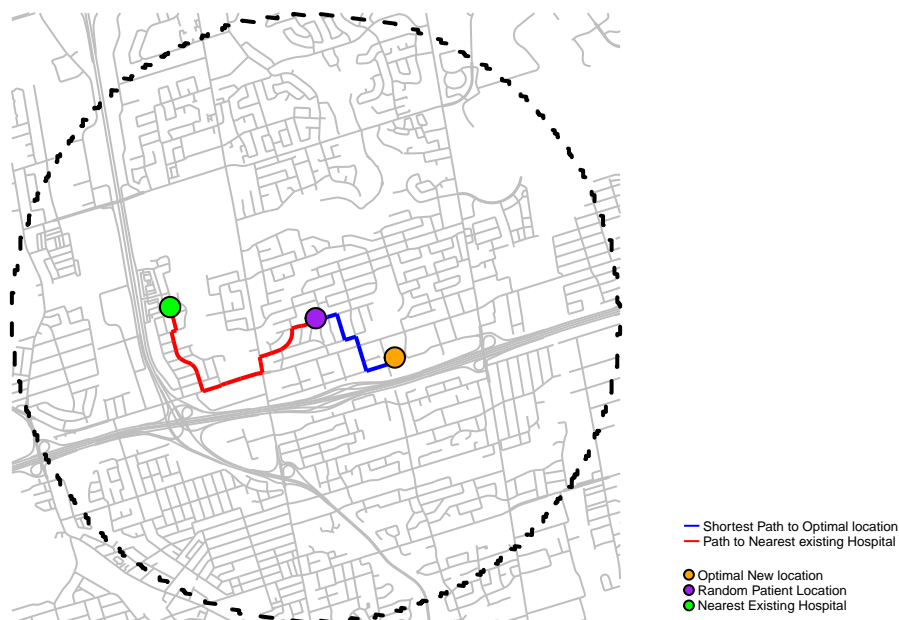 Shortest Path to Optimal location
Path to Nearest existing Hospital
Optimal New location
Random Patient Location
Nearest Existing Hospital